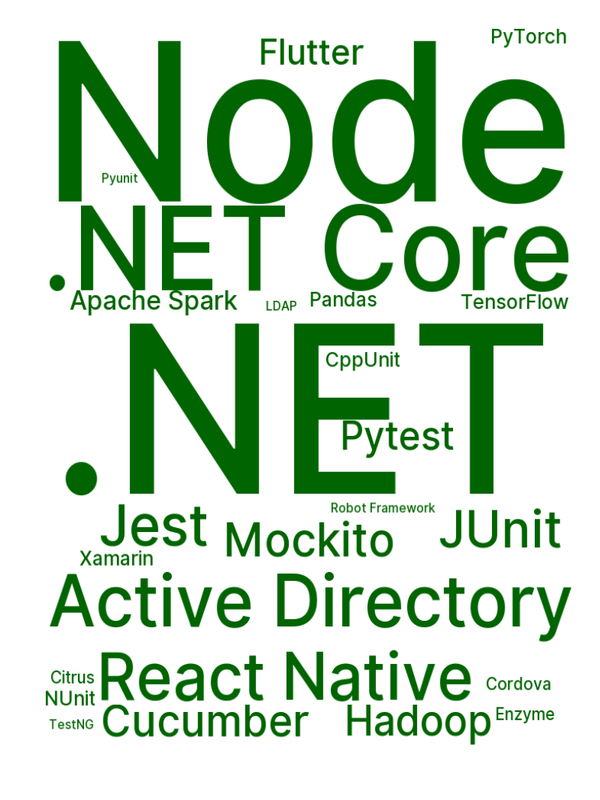 PyTorch
Flutter
Node
Pyunit
.NET Core
Apache Spark
LDAP
Pandas
TensorFlow
.NET
CppUnit
Pytest
Robot Framework
Jest
Mockito
JUnit
Xamarin
Active Directory
React Native
Citrus
Cordova
NUnit
Enzyme
TestNG
Cucumber
Hadoop